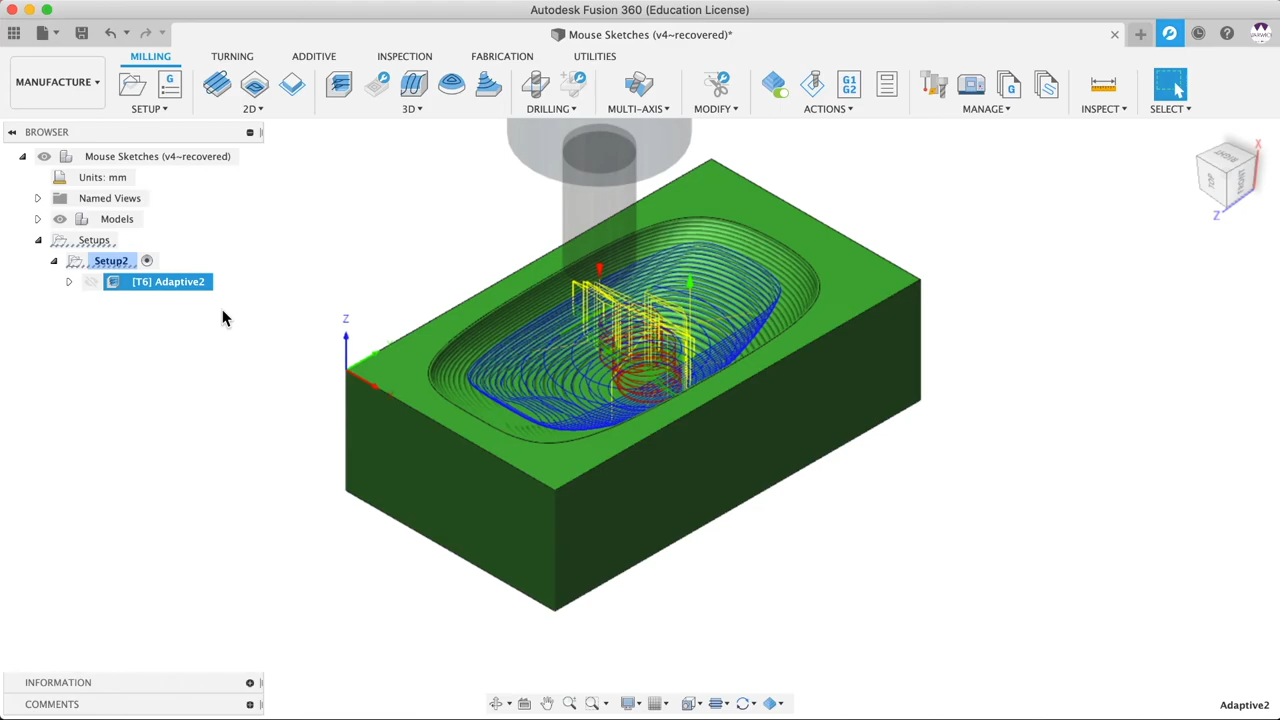 Autodesk Fusion 360 (Education License)
Mouse Sketches (v4~recovered)*
MILLING TURNING ADDITIVE INSPECTION FABRICATION UTILITIES
MANUFACTURE
SETUP 2D 3D DRILLING MULTI-AXIS MODIFY ACTIONS MANAGE INSPECT SELECT
G
G1
G2
G
BROWSER
Mouse Sketches (v4~recovered)
Units: mm
Named Views
Models
Setups
Setup2
[T6] Adaptive2
Z
X
RIGHT
TOP
Z
INFORMATION
COMMENTS
Adaptive2